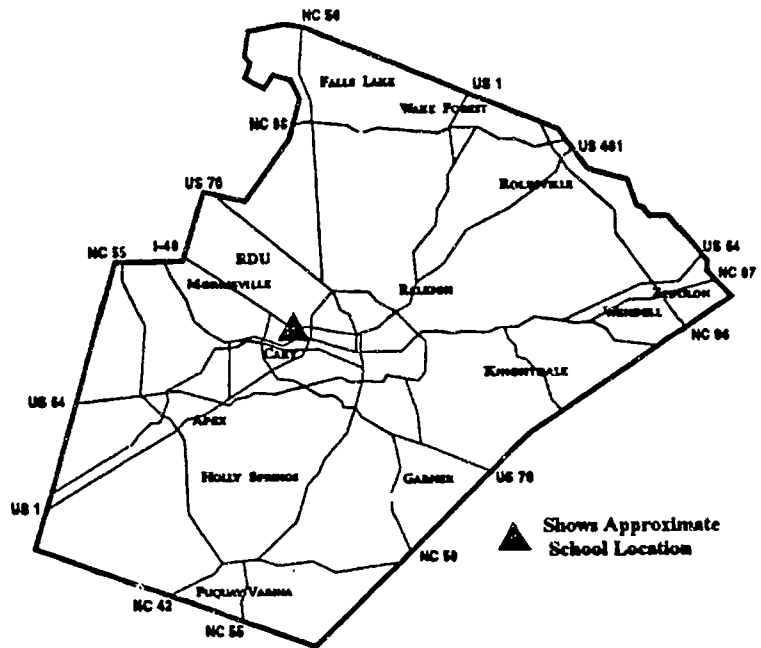 NC 50
FALLS LAKE
US 1
WAKE FOREST
NC 98
US 401
US 70
ROLESVILLE
I-40
NC 55
RDU
US 64
NC 97
MORRISVILLE
RALEIGH
ZEBULON
WENDELL
NC 96
CARY
KNIGHTDALE
US 64
APEX
HOLLY SPRINGS
GARNER
US 70
US 1
Shows Approximate
School Location
NC 50
FUQUAY VARINA
NC 42
NC 55